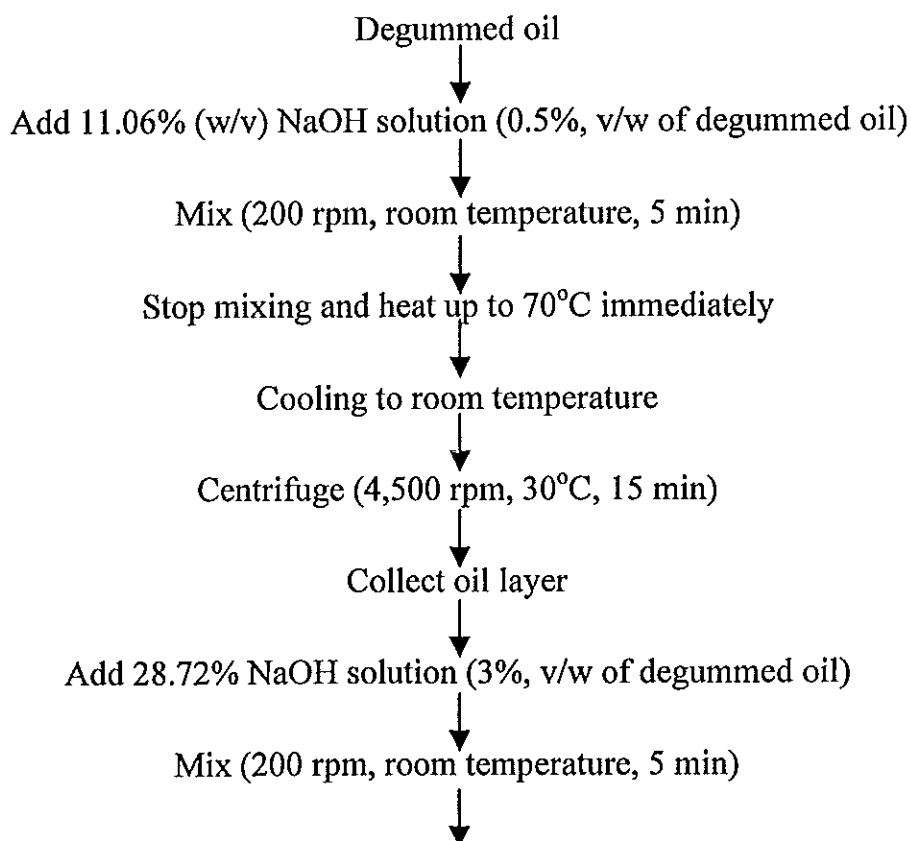 Degummed oil
Add 11.06% (w/v) NaOH solution (0.5%, v/w of degummed oil)
Mix (200 rpm, room temperature, 5 min)
Stop mixing and heat up to 70°C immediately
Cooling to room temperature
Centrifuge (4,500 rpm, 30°C, 15 min)
Collect oil layer
Add 28.72% NaOH solution (3%, v/w of degummed oil)
Mix (200 rpm, room temperature, 5 min)